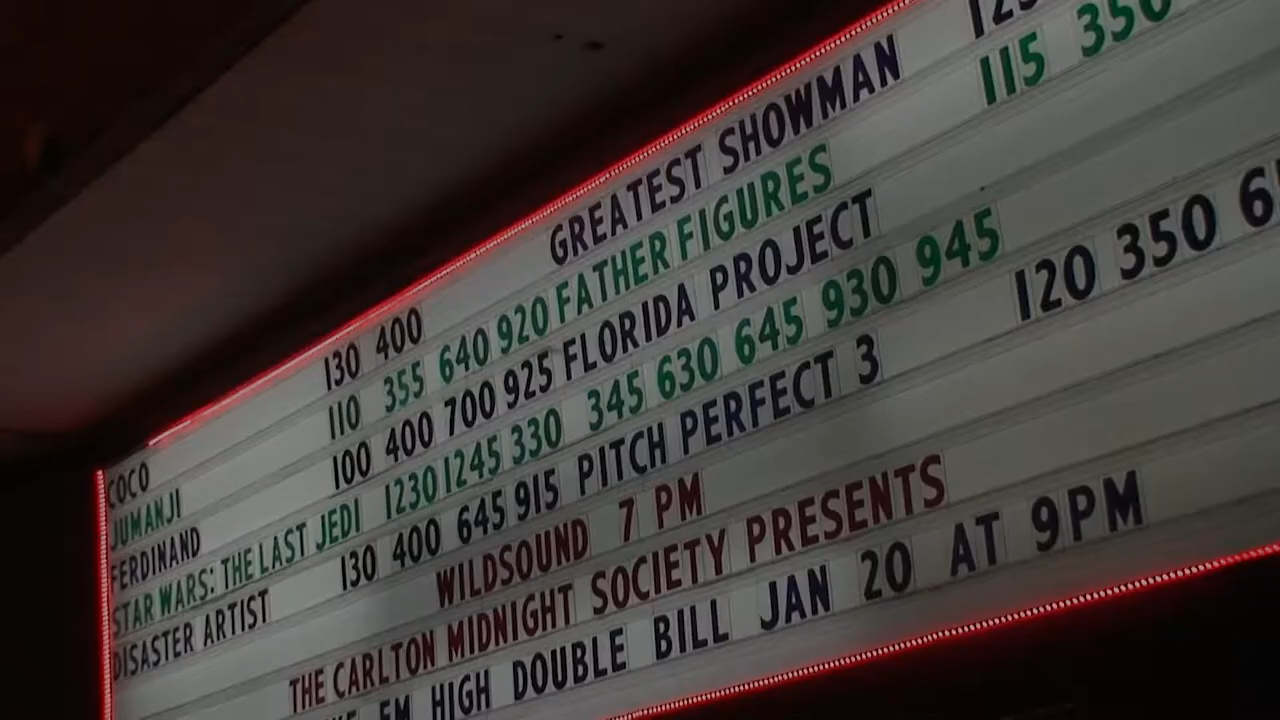 COCO 130 400 GREATEST SHOWMAN
JUMANJI 110 355 640 920 FATHER FIGURES 115 350
FERDINAND 100 400 700 925 FLORIDA PROJECT
STAR WARS: THE LAST JEDI 1230 1245 330 345 630 645 930 945
DISASTER ARTIST 130 400 645 915 PITCH PERFECT 3 120 350
WILDSOUND 7 PM
THE CARLTON MIDNIGHT SOCIETY PRESENTS
EM HIGH DOUBLE BILL JAN 20 AT 9PM